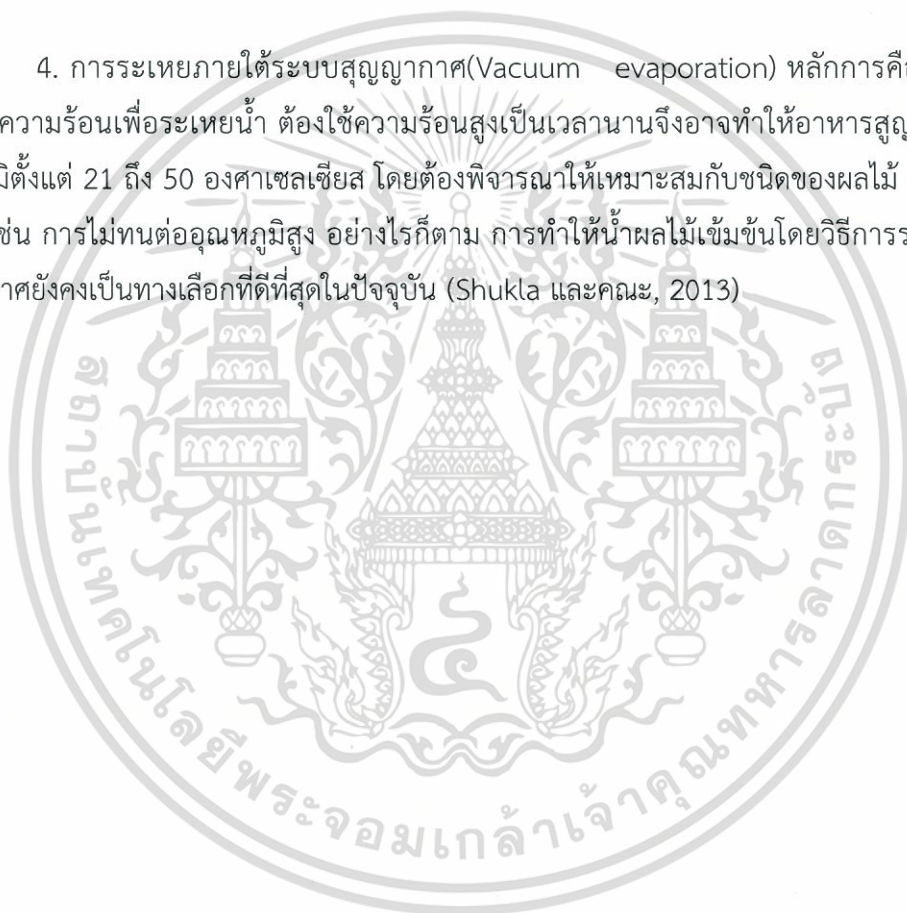 4. การระเหยภายใต้ระบบสุญญากาศ(Vacuum evaporation) หลักการคือ
ความร้อนเพื่อระเหยน้ำ ต้องใช้ความร้อนสูงเป็นเวลานานจึงอาจทำให้อาหารสูญ
มิตั้งแต่ 21 ถึง 50 องศาเซลเซียส โดยต้องพิจารณาให้เหมาะสมกับชนิดของผลไม้
ช่น การไม่ทนต่ออุณหภูมิสูง อย่างไรก็ตาม การทำให้น้ำผลไม้เข้มข้นโดยวิธีการร
าศยังคงเป็นทางเลือกที่ดีที่สุดในปัจจุบัน (Shukla และคณะ, 2013)
สถาบันเทคโนโลยีพระจอมเกล้าเจ้าคุณทหารลาดกระบัง